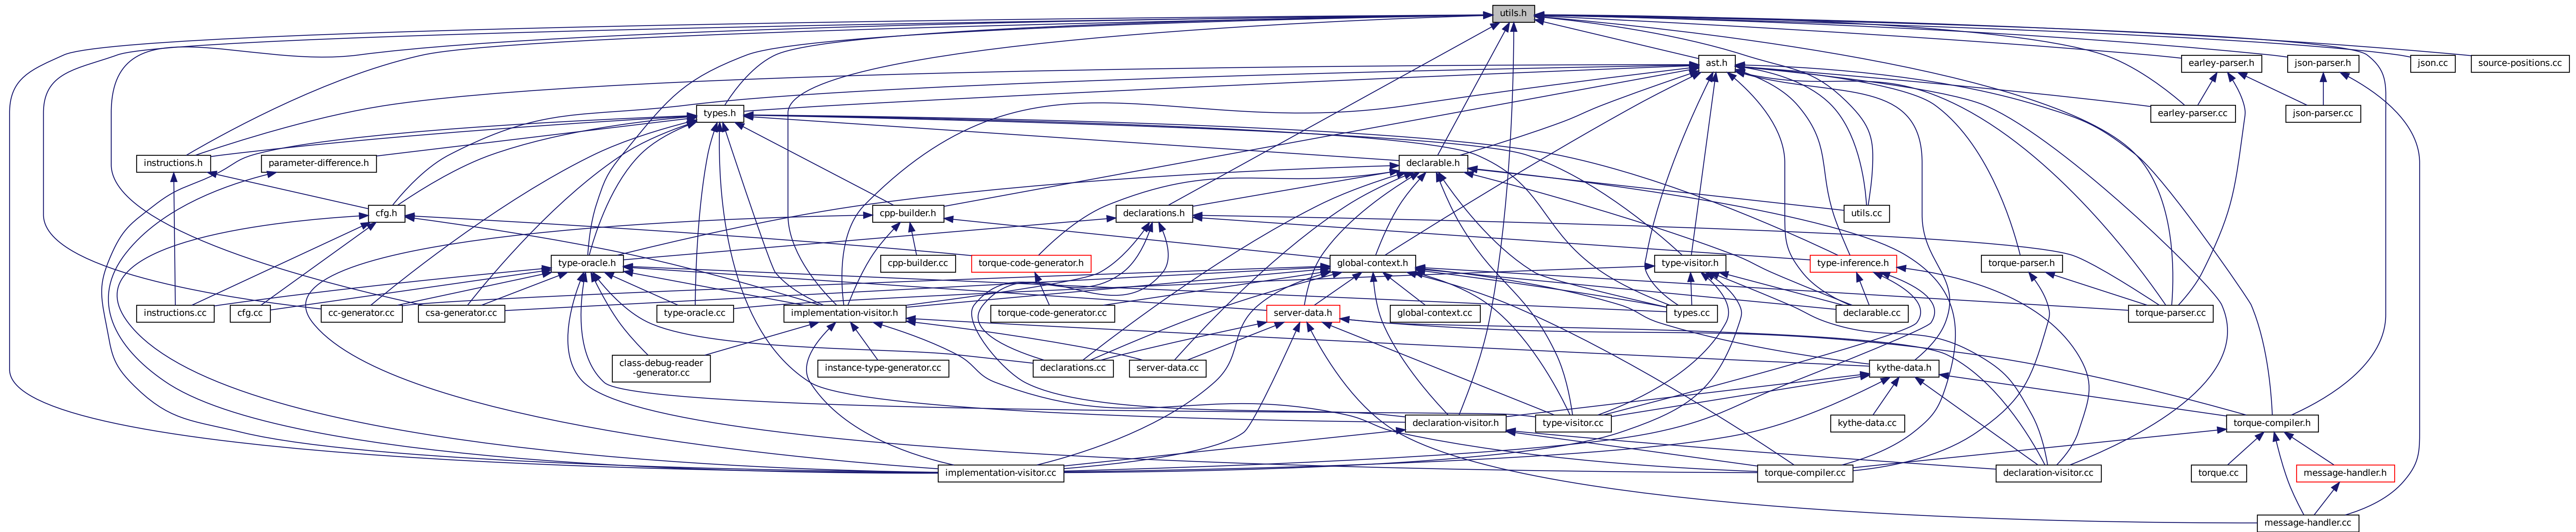 utils.h
ast.h
earley-parser.h
json-parser.h
json.cc
source-positions.cc
types.h
earley-parser.cc
json-parser.cc
instructions.h
parameter-difference.h
declarable.h
cfg.h
cpp-builder.h
declarations.h
utils.cc
cpp-builder.cc
type-oracle.h
torque-code-generator.h
global-context.h
type-visitor.h
type-inference.h
torque-parser.h
instructions.cc
cfg.cc
cc-generator.cc
csa-generator.cc
type-oracle.cc
implementation-visitor.h
torque-code-generator.cc
server-data.h
global-context.cc
types.cc
declarable.cc
torque-parser.cc
class-debug-reader
-generator.cc
instance-type-generator.cc
declarations.cc
server-data.cc
kythe-data.h
declaration-visitor.h
type-visitor.cc
kythe-data.cc
torque-compiler.h
implementation-visitor.cc
torque-compiler.cc
declaration-visitor.cc
torque.cc
message-handler.h
message-handler.cc